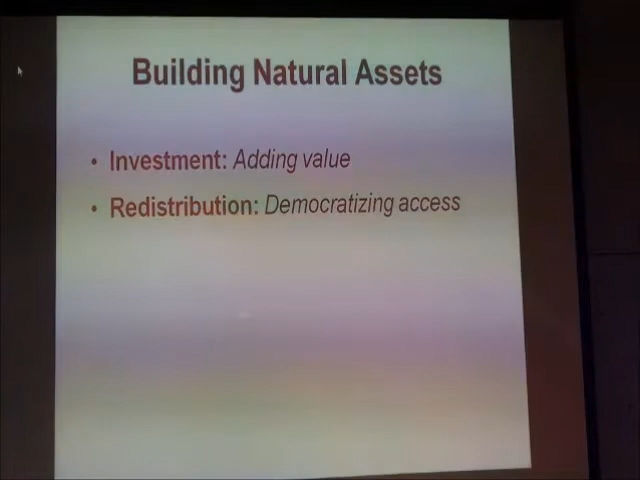 Building Natural Assets
• Investment: Adding value
• Redistribution: Democratizing access